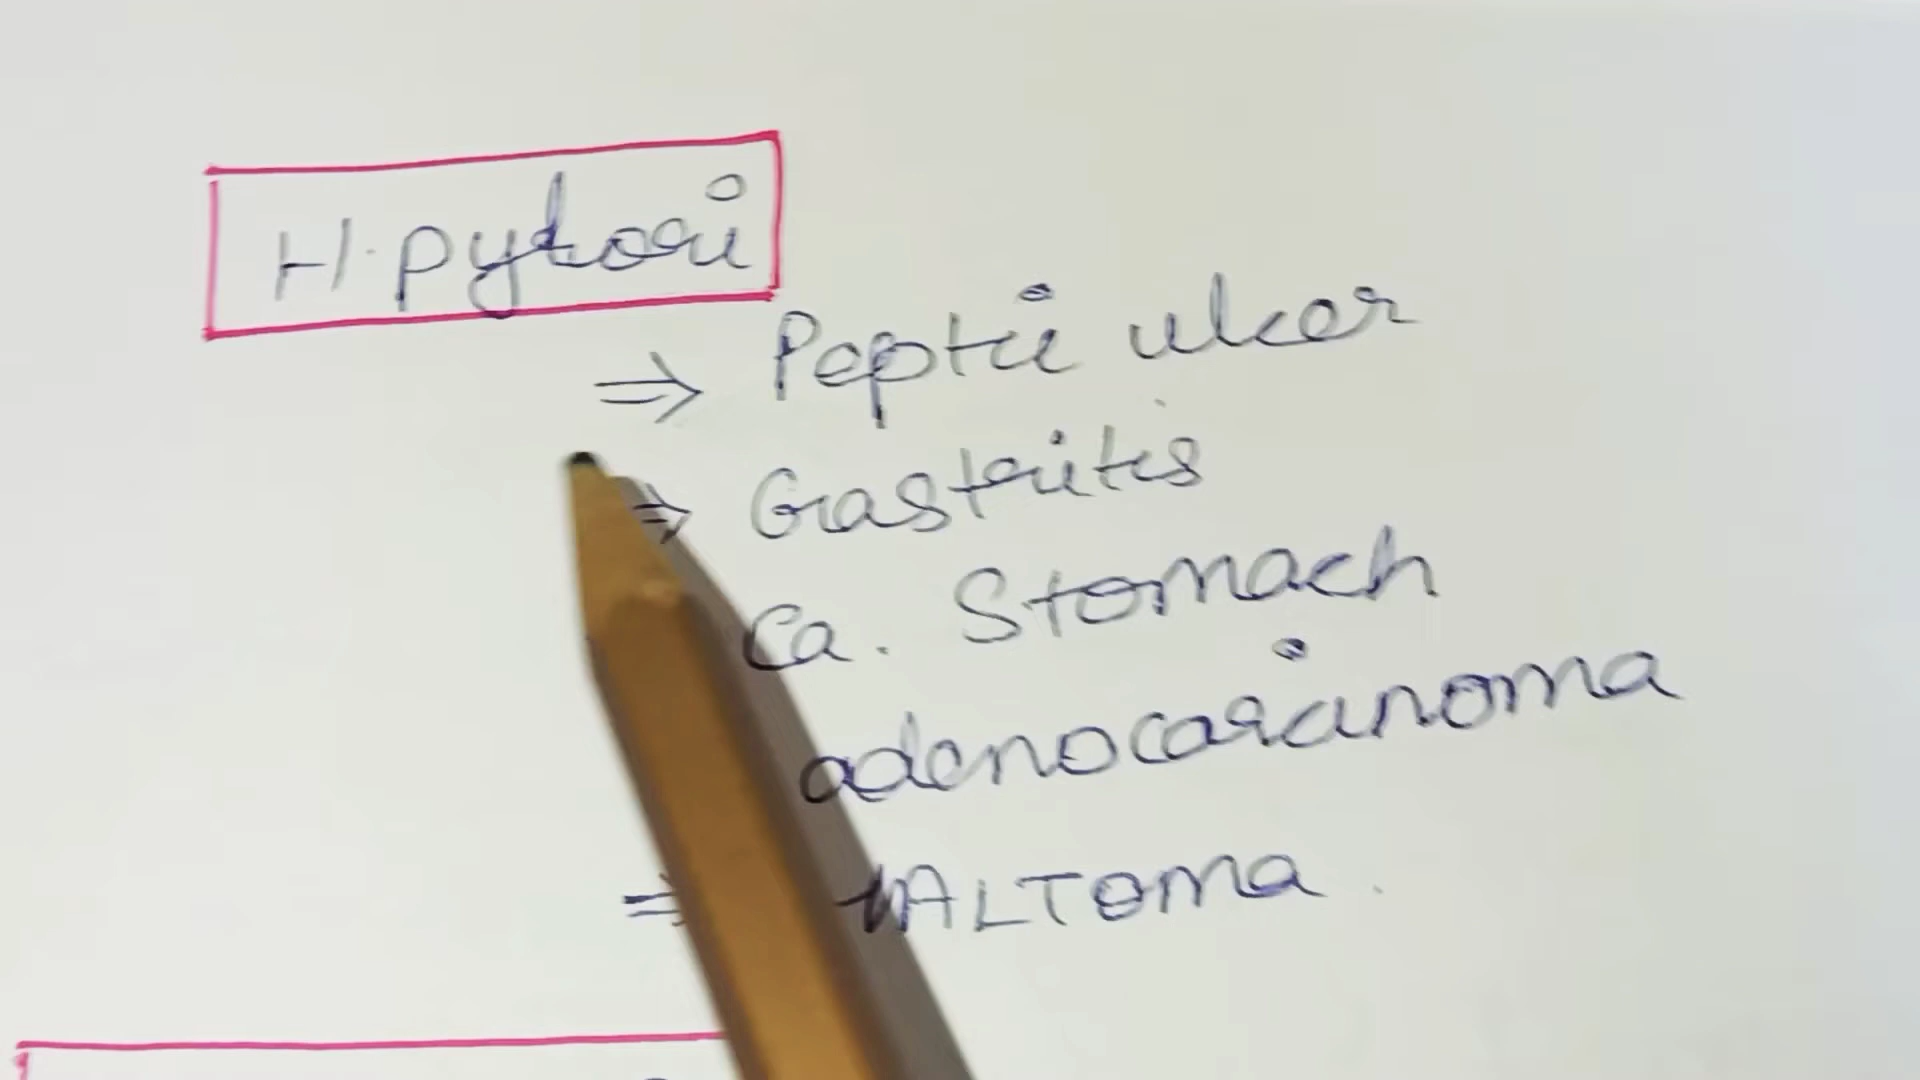 H. pylori
⇒ Peptic ulcer
⇒ Gastritis
Ca. Stomach
adenocarcinoma
⇒ MALToma.